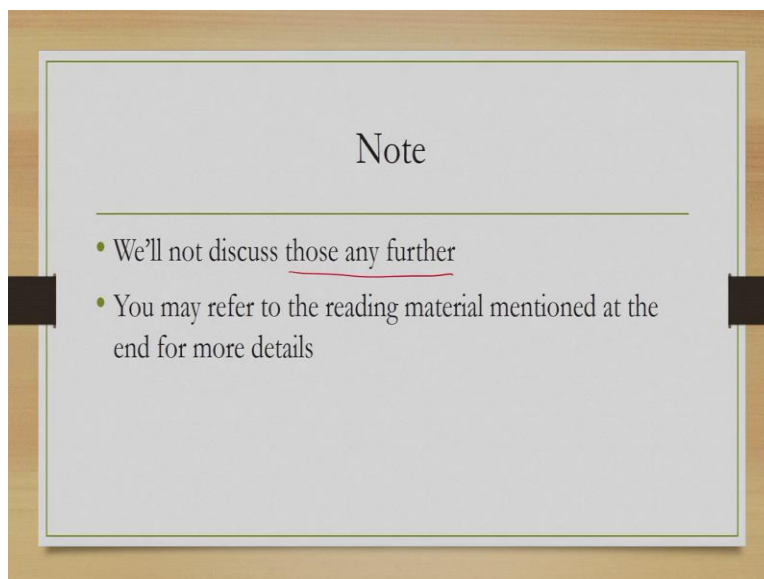 Note
• We'll not discuss those any further
• You may refer to the reading material mentioned at the
end for more details